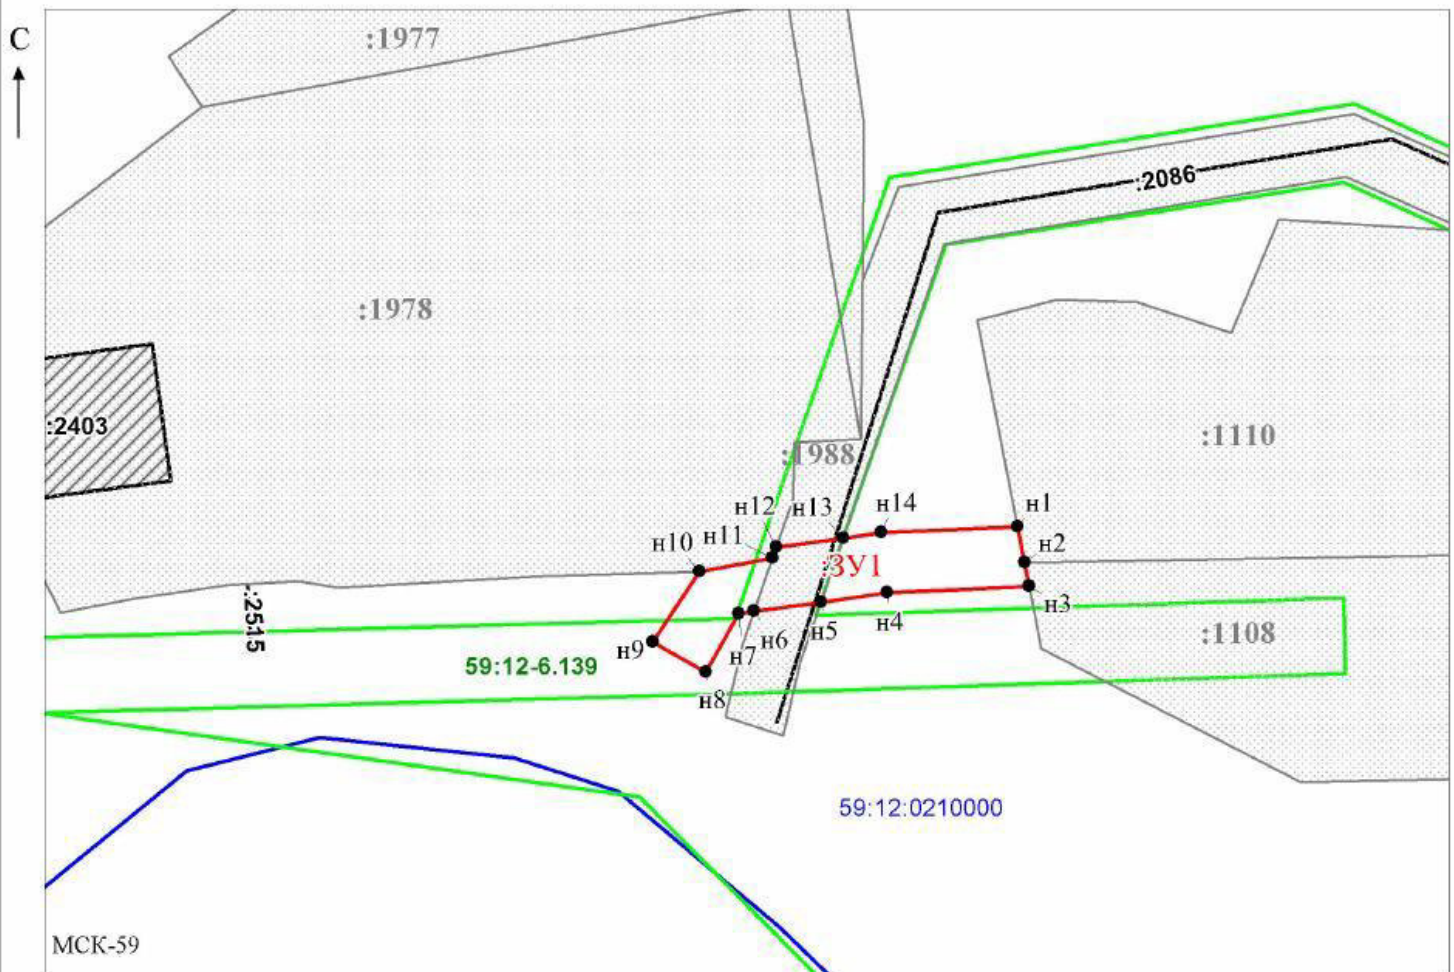 С
:1977
:2086
:1978
:2403
:1110
:1988
н12
н13
н14
н1
н10
н11
н2
:ЗУ1
н3
:2515
н9
н7
н6
н5
н4
:1108
59:12-6.139
н8
59:12:0210000
МСК-59